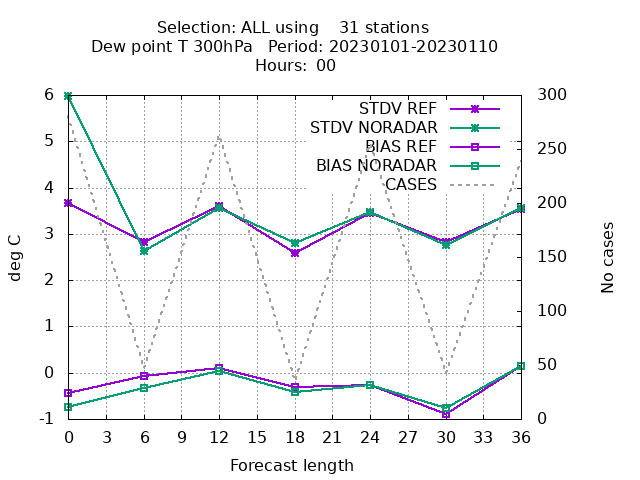 Selection: ALL using    31 stations
Dew point T 300hPa   Period: 20230101-20230110
Hours: 00
STDV REF
STDV NORADAR
BIAS REF
BIAS NORADAR
CASES
6
5
4
3
2
1
0
-1
deg C
300
250
200
150
100
50
0
No cases
0 3 6 9 12 15 18 21 24 27 30 33 36
Forecast length